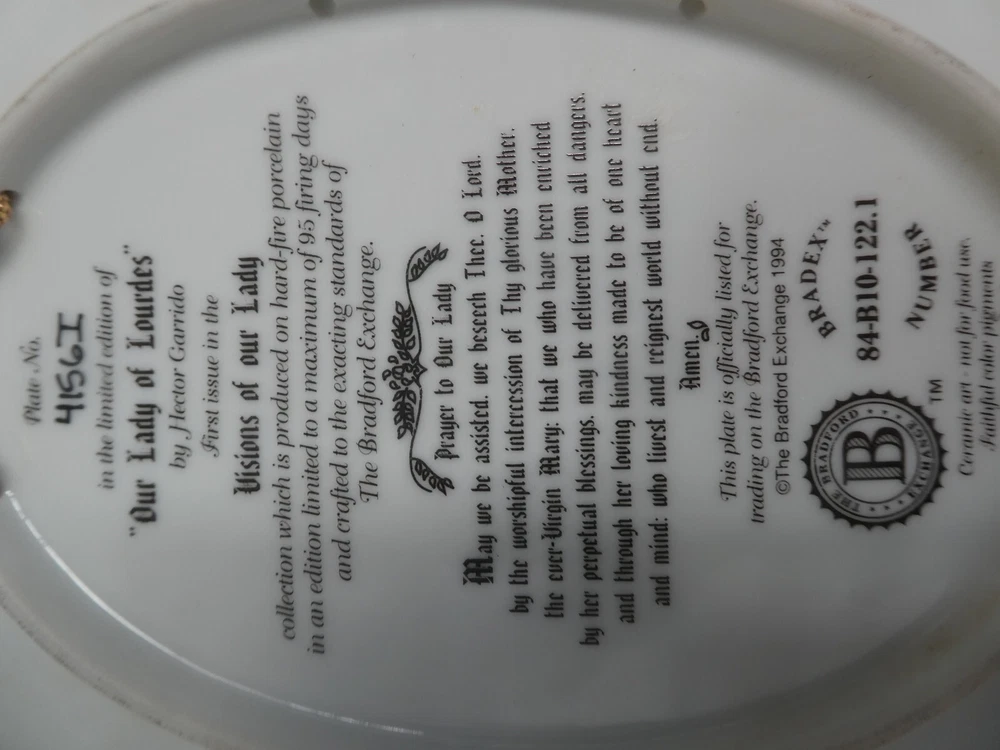 Plate No.
4156I
in the limited edition of
"Our Lady of Lourdes"
by Hector Garrido
First issue in the
Visions of our Lady
collection which is produced on hard-fire porcelain
in an edition limited to a maximum of 95 firing days
and crafted to the exacting standards of
The Bradford Exchange.
Prayer to Our Lady
May we be assisted, we beseech Thee, O Lord,
by the worshipful intercession of Thy glorious Mother,
the ever-Virgin Mary; that we who have been enriched
by her perpetual blessings, may be delivered from all dangers,
and through her loving kindness made to be of one heart
and mind: who livest and reignest world without end.
Amen.
This plate is officially listed for
trading on the Bradford Exchange.
©The Bradford Exchange 1994
THE BRADFORD EXCHANGE
B
TM
BRADEX™
84-B10-122.1
NUMBER
Ceramic art - not for food use.
Faithful color pigments